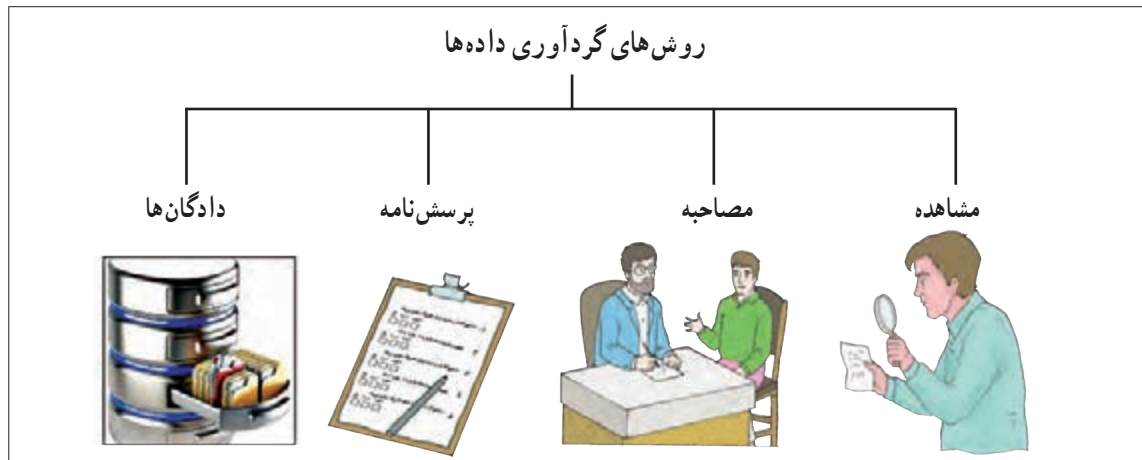 روش‌های گردآوری داده‌ها
مشاهده
مصاحبه
پرسش‌نامه
دادگان‌ها